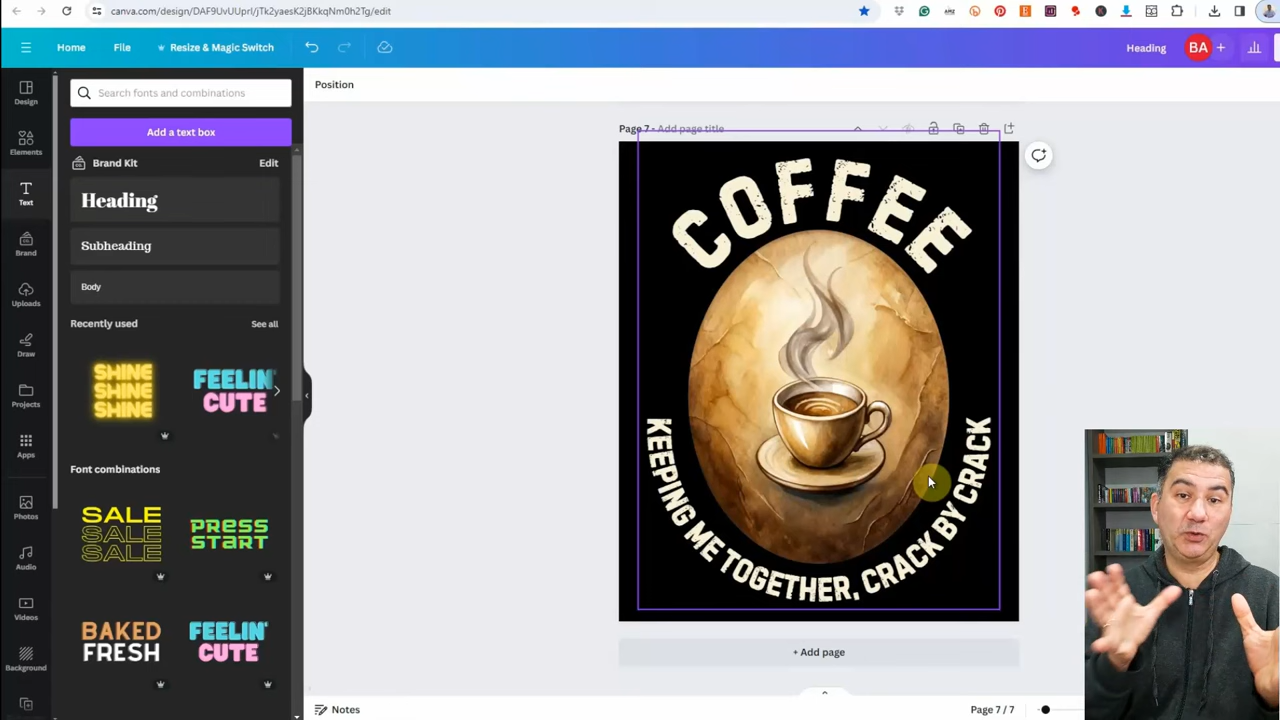 canva.com/design/DAF9UvUUprI/jTk2yaesK2jBKkqNm0h2Tg/edit
Home
File
Resize & Magic Switch
Heading
BA
Design
Elements
Text
Brand
Uploads
Draw
Projects
Apps
Photos
Audio
Videos
Background
Search fonts and combinations
Add a text box
Brand Kit
Edit
Heading
Subheading
Body
Recently used
See all
SHINE
SHINE
SHINE
FEELIN'
CUTE
Font combinations
SALE
SALE
SALE
PRESS
START
BAKED
FRESH
FEELIN'
CUTE
Position
Page 7 - Add page title
COFFEE
KEEPING ME TOGETHER, CRACK BY CRACK
+ Add page
Notes
Page 7 / 7